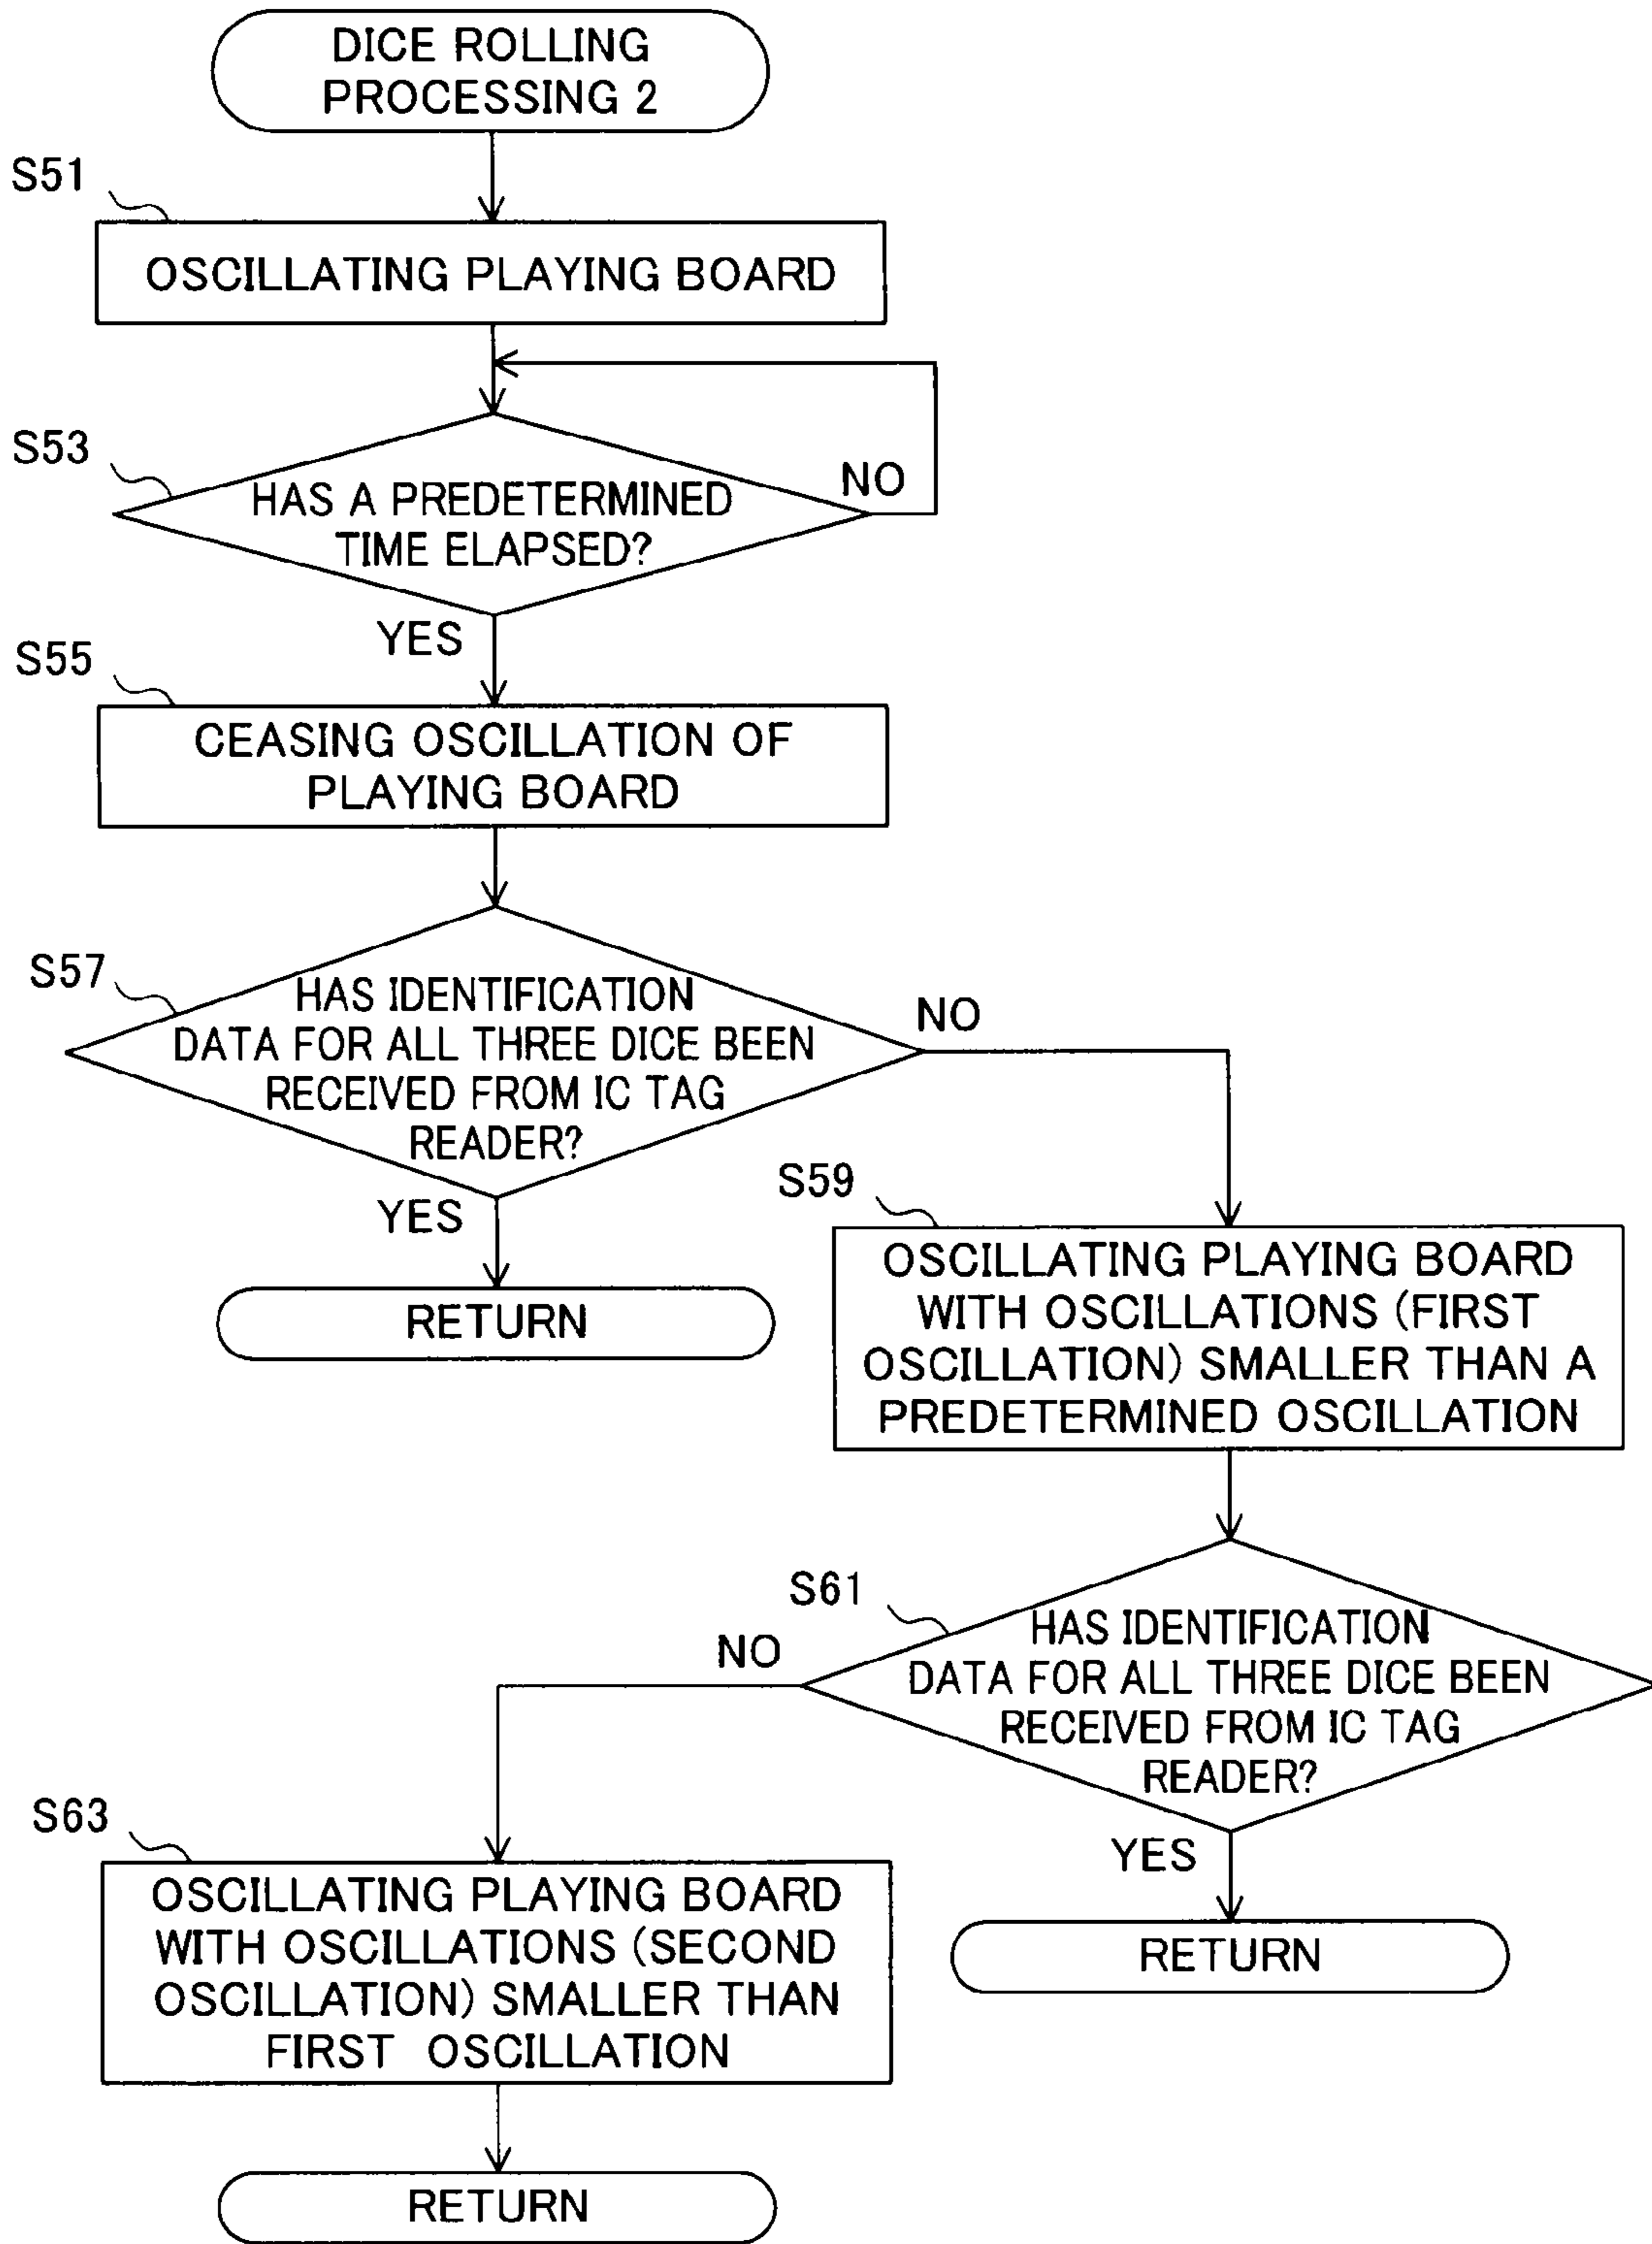 DICE ROLLING
PROCESSING 2
S51
OSCILLATING PLAYING BOARD
S53
HAS A PREDETERMINED
TIME ELAPSED?
NO
YES
S55
CEASING OSCILLATION OF
PLAYING BOARD
S57
HAS IDENTIFICATION
DATA FOR ALL THREE DICE BEEN
RECEIVED FROM IC TAG
READER?
NO
YES
RETURN
S59
OSCILLATING PLAYING BOARD
WITH OSCILLATIONS (FIRST
OSCILLATION) SMALLER THAN A
PREDETERMINED OSCILLATION
S61
HAS IDENTIFICATION
DATA FOR ALL THREE DICE BEEN
RECEIVED FROM IC TAG
READER?
NO
YES
RETURN
S63
OSCILLATING PLAYING BOARD
WITH OSCILLATIONS (SECOND
OSCILLATION) SMALLER THAN
FIRST OSCILLATION
RETURN